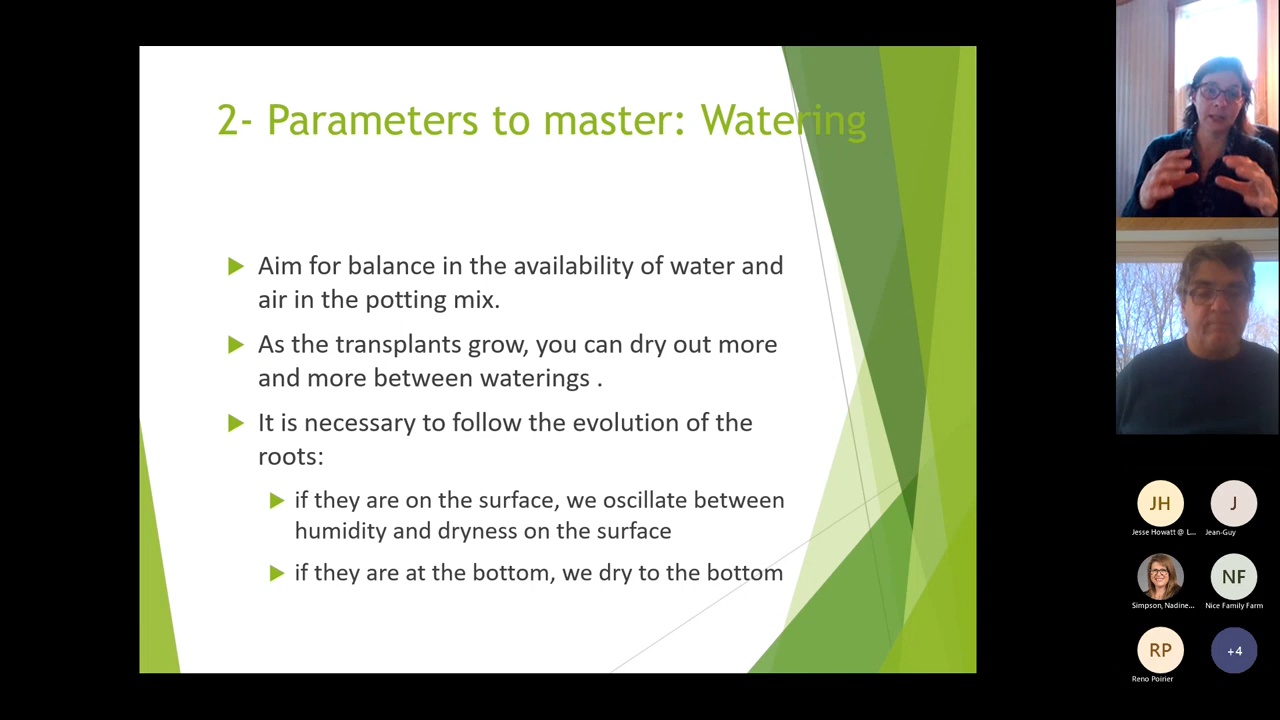 2- Parameters to master: Watering
Aim for balance in the availability of water and
air in the potting mix.
As the transplants grow, you can dry out more
and more between waterings .
It is necessary to follow the evolution of the
roots:
if they are on the surface, we oscillate between
humidity and dryness on the surface
if they are at the bottom, we dry to the bottom
JH
J
Jesse Howatt @ L...
Jean-Guy
NF
Simpson, Nadine...
Nice Family Farm
RP
+4
Reno Poirier